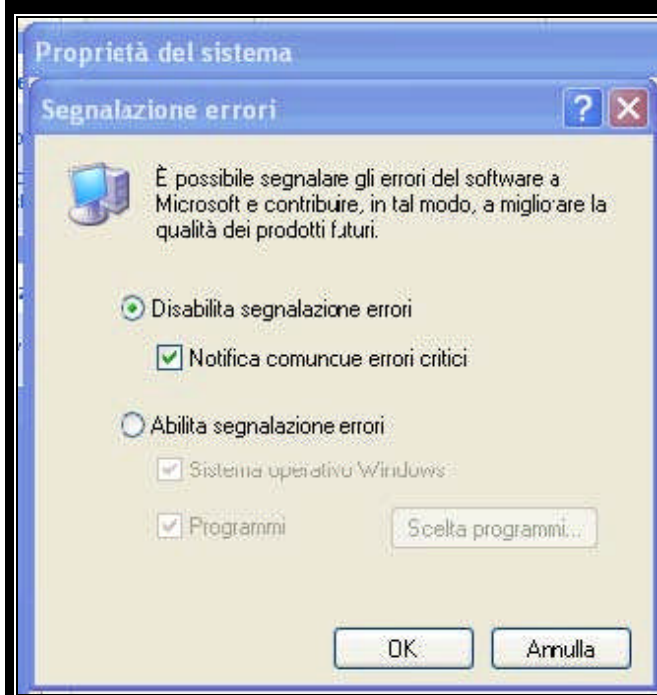 Proprietà del sistema
Segnalazione errori
È possibile segnalare gli errori del software a
Microsoft e contribuire, in tal modo, a migliorare la
qualità dei prodotti futuri.
Disabilita segnalazione errori
Notifica comunque errori critici
Abilita segnalazione errori
Sistema operativo Windows
Programmi
Scelta programmi...
OK
Annulla